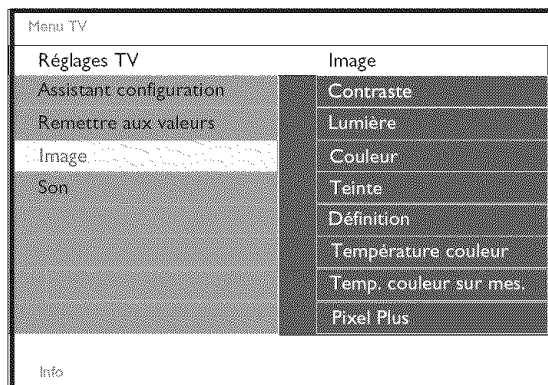 Menu TV
Réglages TV
Image
Assistant configuration
Contraste
Remettre aux valeurs
Lumière
Image
Couleur
Son
Teinte
Définition
Température couleur
Temp. couleur sur mes.
Pixel Plus
Info